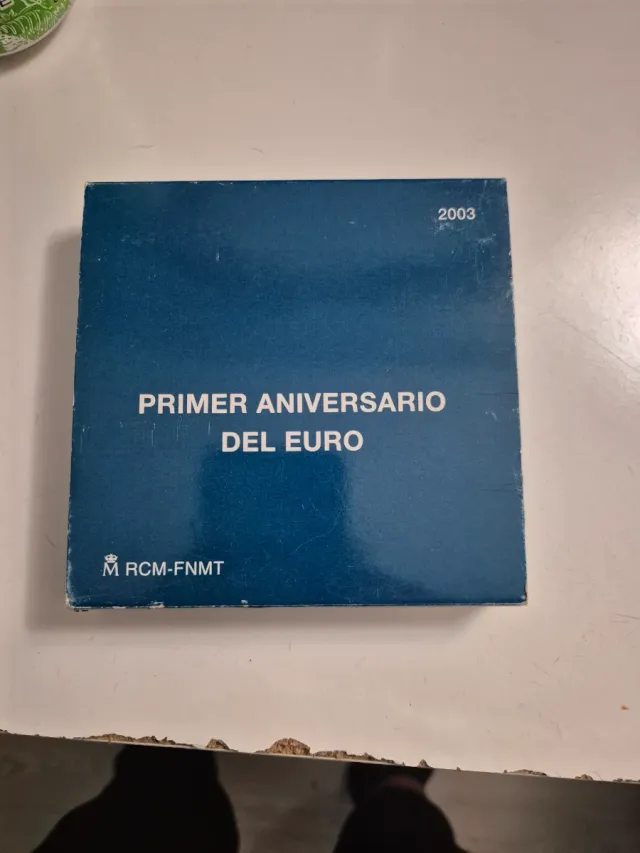 2003
PRIMER ANIVERSARIO
DEL EURO
M RCM-FNMT